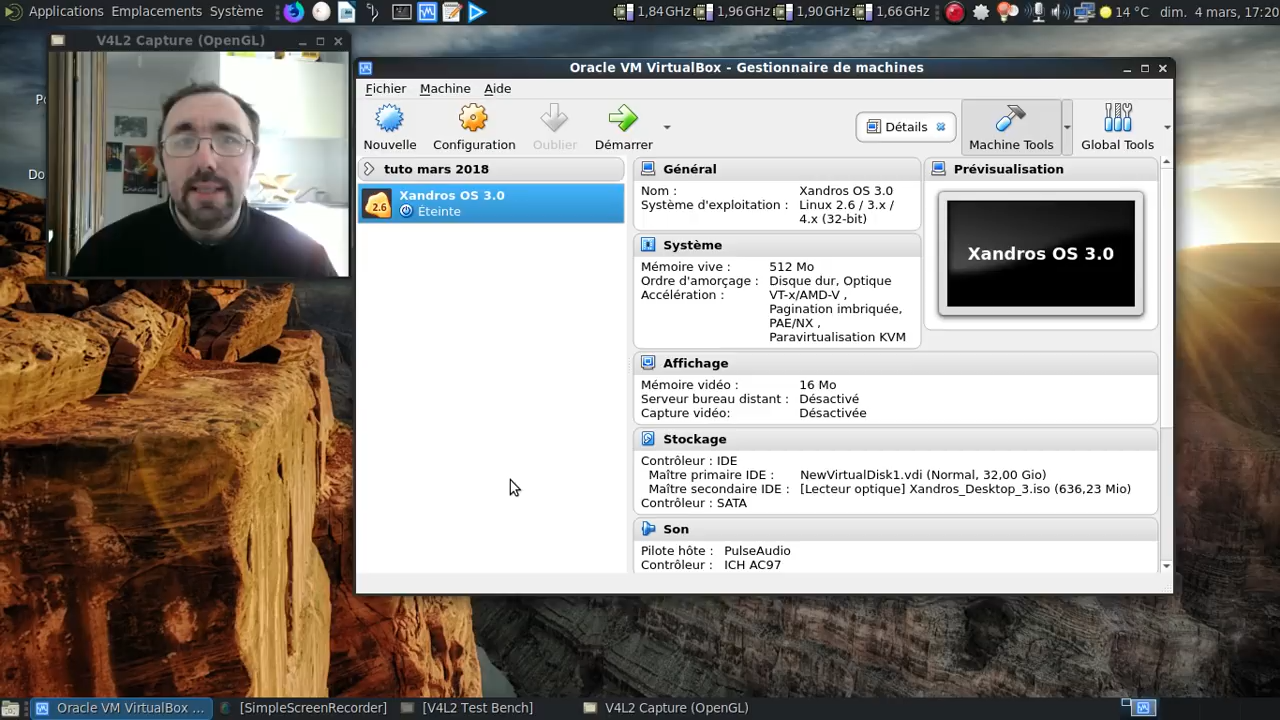 Applications Emplacements Système
1,84 GHz 1,96 GHz 1,90 GHz 1,66 GHz
14 °C dim. 4 mars, 17:20
V4L2 Capture (OpenGL)
Oracle VM VirtualBox - Gestionnaire de machines
Fichier Machine Aide
Nouvelle Configuration Oublier Démarrer
Détails
Machine Tools Global Tools
tuto mars 2018
2.6
Xandros OS 3.0
Éteinte
Général
Nom : Xandros OS 3.0
Système d'exploitation : Linux 2.6 / 3.x /
4.x (32-bit)
Prévisualisation
Xandros OS 3.0
Système
Mémoire vive : 512 Mo
Ordre d'amorçage : Disque dur, Optique
Accélération : VT-x/AMD-V ,
Pagination imbriquée,
PAE/NX ,
Paravirtualisation KVM
Affichage
Mémoire vidéo : 16 Mo
Serveur bureau distant : Désactivé
Capture vidéo: Désactivée
Stockage
Contrôleur : IDE
Maître primaire IDE : NewVirtualDisk1.vdi (Normal, 32,00 Gio)
Maître secondaire IDE : [Lecteur optique] Xandros_Desktop_3.iso (636,23 Mio)
Contrôleur : SATA
Son
Pilote hôte : PulseAudio
Contrôleur : ICH AC97
Oracle VM VirtualBox ... [SimpleScreenRecorder] [V4L2 Test Bench] V4L2 Capture (OpenGL)